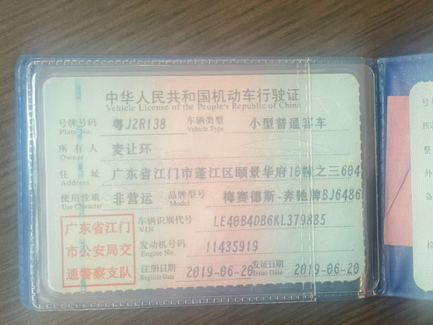 中华人民共和国机动车行驶证
Vehicle License of the People's Republic of China
号牌号码 粤J2R138 车辆类型 小型普通客车
Plate No. Vehicle Type
所有人 麦让环
Owner
住址 广东省江门市蓬江区颐景华府10幢之三604
Address
使用性质 非营运 品牌型号 梅赛德斯-奔驰牌BJ6486
Use Character Model
车辆识别代号 LE40B4DB6KL379885
VIN
发动机号码 11435919
Engine No.
注册日期 2019-06-20 发证日期 2019-06-20
Register Date Issue Date
广东省江门
市公安局交
通警察支队